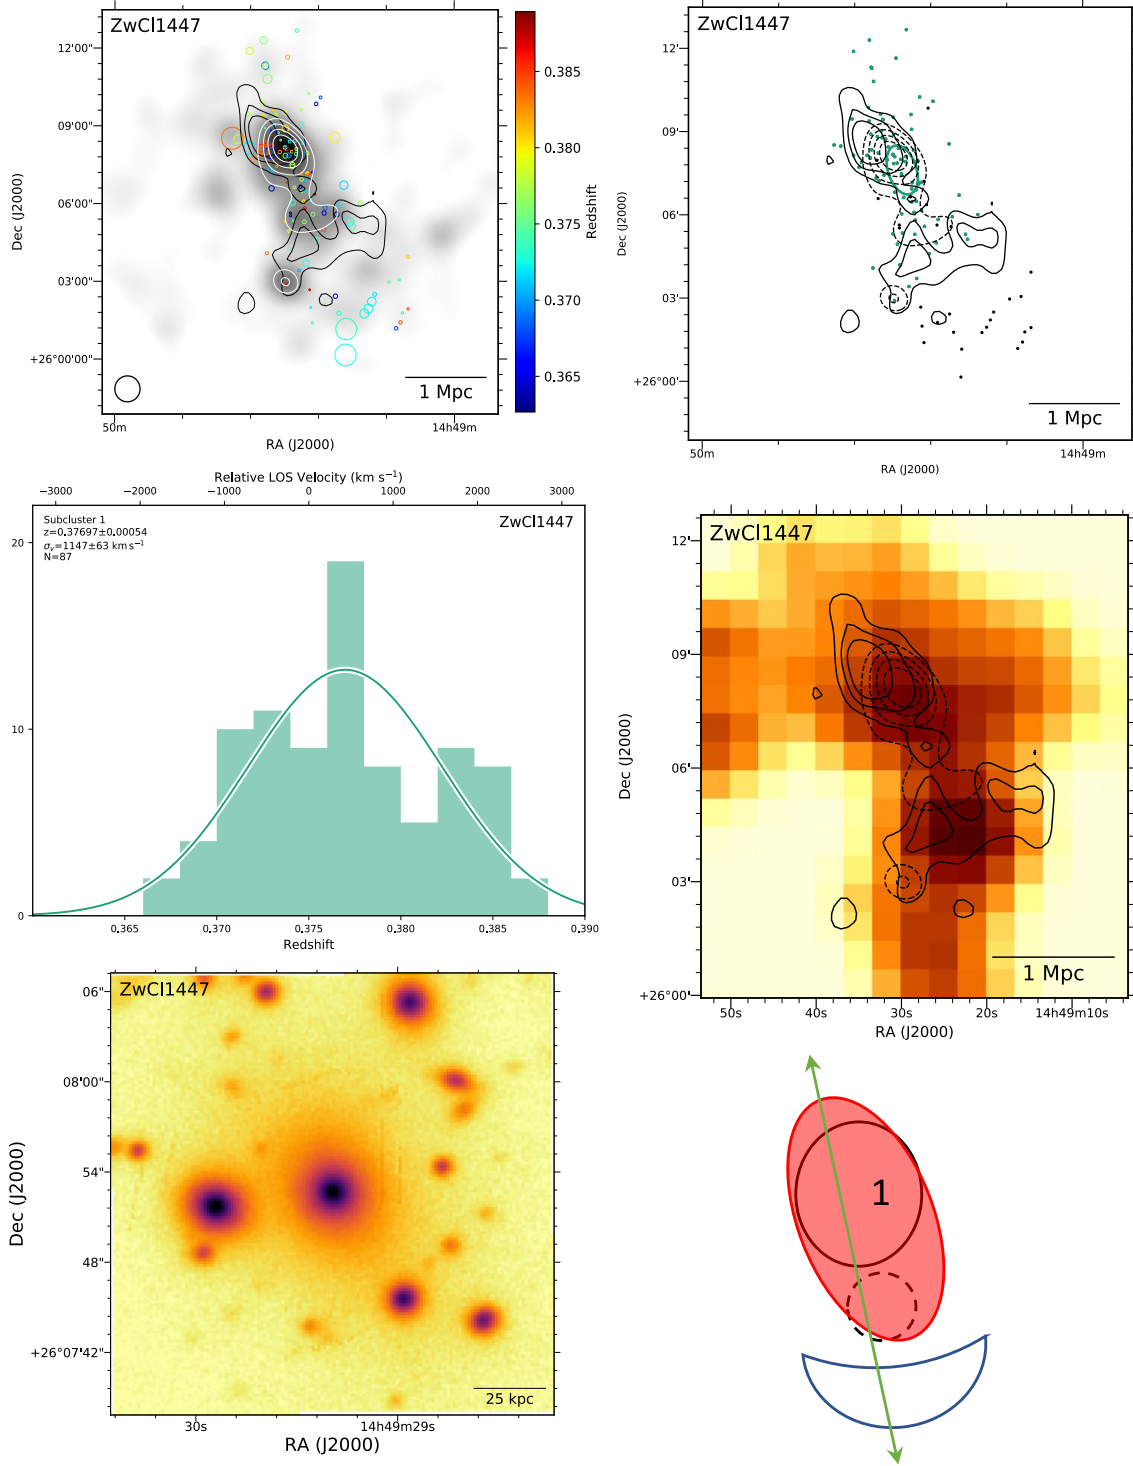 ZwCl1447
12'00"
09'00"
06'00"
03'00"
+26°00'00"
Dec (J2000)
50m
14h49m
RA (J2000)
1 Mpc
0.385
0.380
0.375
0.370
0.365
Redshift
ZwCl1447
12'
09'
06'
03'
+26°00'
Dec (J2000)
50m
14h49m
RA (J2000)
1 Mpc
Relative LOS Velocity (km s⁻¹)
−3000 −2000 −1000 0 1000 2000 3000
Subcluster 1
z=0.37697±0.00054
σᵥ=1147±63 km s⁻¹
N=87
ZwCl1447
20
10
0
0.365 0.370 0.375 0.380 0.385 0.390
Redshift
ZwCl1447
12'
09'
06'
03'
+26°00'
Dec (J2000)
1 Mpc
50s 40s 30s 20s 14h49m10s
RA (J2000)
ZwCl1447
06"
08'00"
54"
48"
+26°07'42"
Dec (J2000)
25 kpc
30s 14h49m29s
RA (J2000)
1